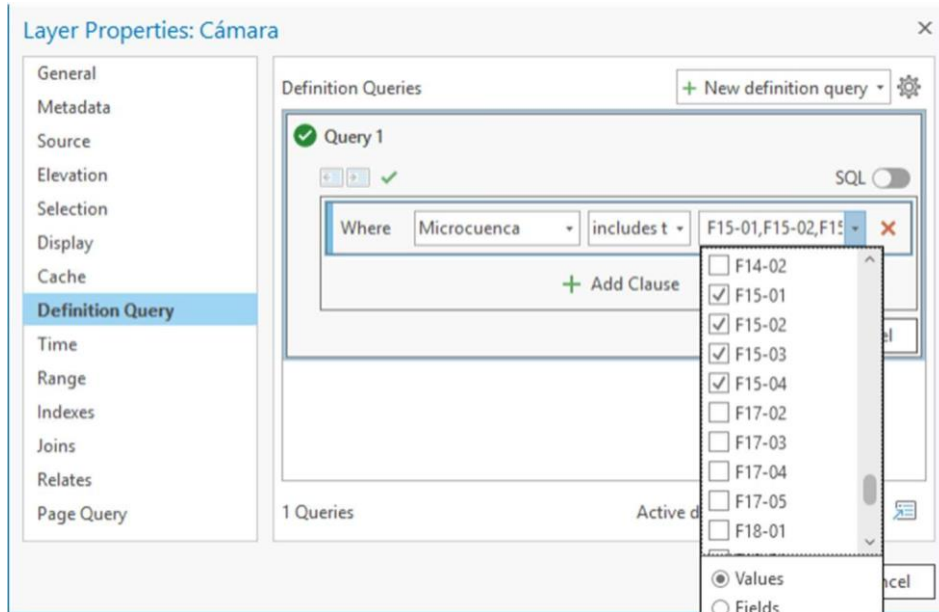 Layer Properties: Cámara
General
Metadata
Source
Elevation
Selection
Display
Cache
Definition Query
Time
Range
Indexes
Joins
Relates
Page Query
Definition Queries
New definition query
Query 1
SQL
Where Microcuenca includes t F15-01,F15-02,F15
Add Clause
F14-02
F15-01
F15-02
F15-03
F15-04
F17-02
F17-03
F17-04
F17-05
F18-01
Values
Fields
1 Queries Active d